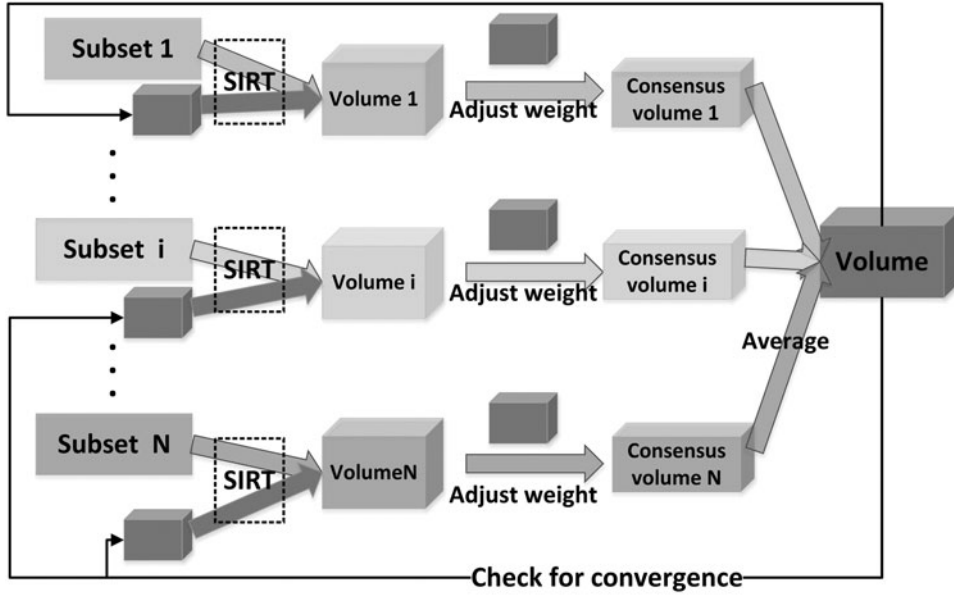 Subset 1
SIRT
Volume 1
Adjust weight
Consensus
volume 1
Subset i
SIRT
Volume i
Adjust weight
Consensus
volume i
Volume
Average
Subset N
SIRT
VolumeN
Adjust weight
Consensus
volume N
Check for convergence